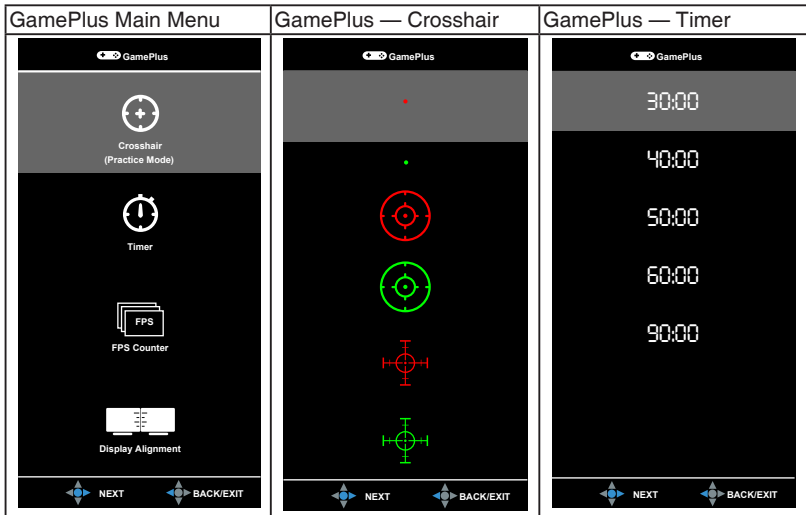 GamePlus Main Menu
GamePlus — Crosshair
GamePlus — Timer
GamePlus
Crosshair
(Practice Mode)
Timer
FPS
FPS Counter
Display Alignment
NEXT
BACK/EXIT
GamePlus
NEXT
BACK/EXIT
GamePlus
30:00
40:00
50:00
60:00
90:00
NEXT
BACK/EXIT